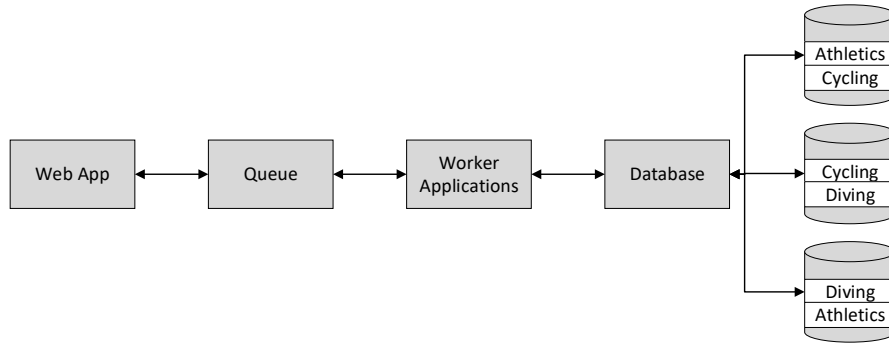 Web App
Queue
Worker
Applications
Database
Athletics
Cycling
Cycling
Diving
Diving
Athletics